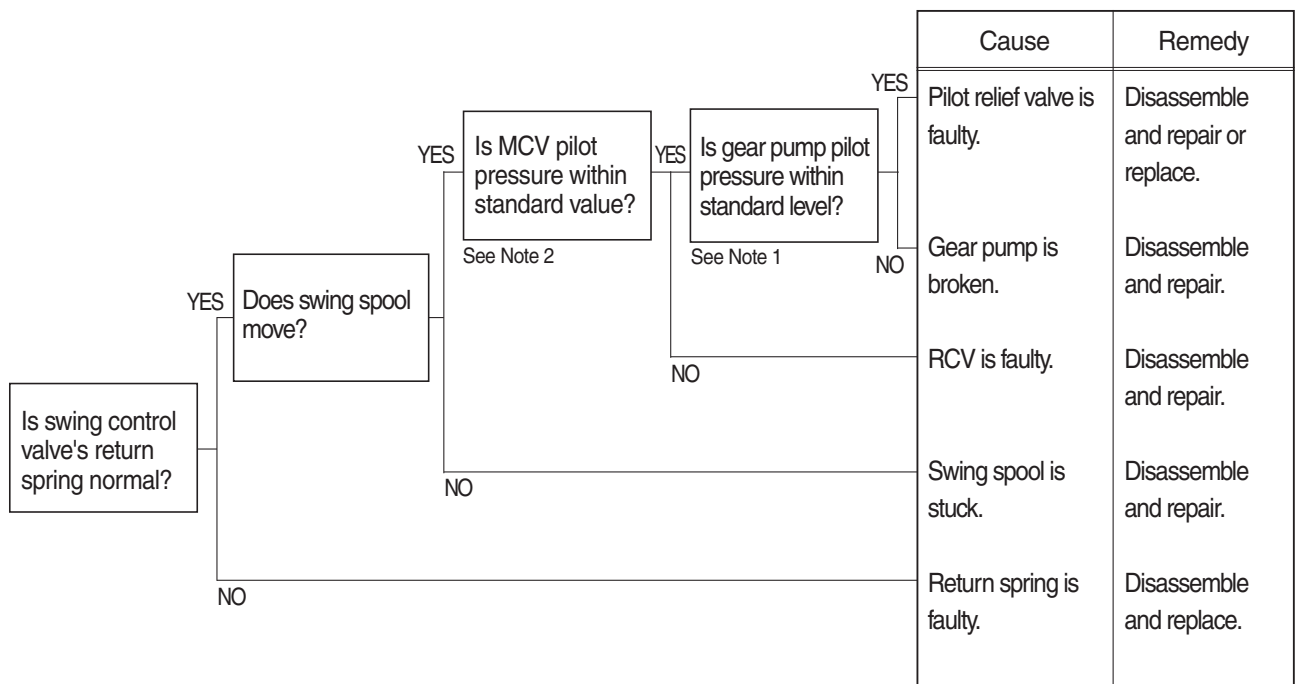 Cause
Remedy
YES
Pilot relief valve is
faulty.
Disassemble
and repair or
replace.
YES
Is MCV pilot
pressure within
standard value?
See Note 2
YES
Is gear pump pilot
pressure within
standard level?
See Note 1
NO
Gear pump is
broken.
Disassemble
and repair.
YES
Does swing spool
move?
NO
RCV is faulty.
Disassemble
and repair.
Is swing control
valve's return
spring normal?
NO
Swing spool is
stuck.
Disassemble
and repair.
NO
Return spring is
faulty.
Disassemble
and replace.